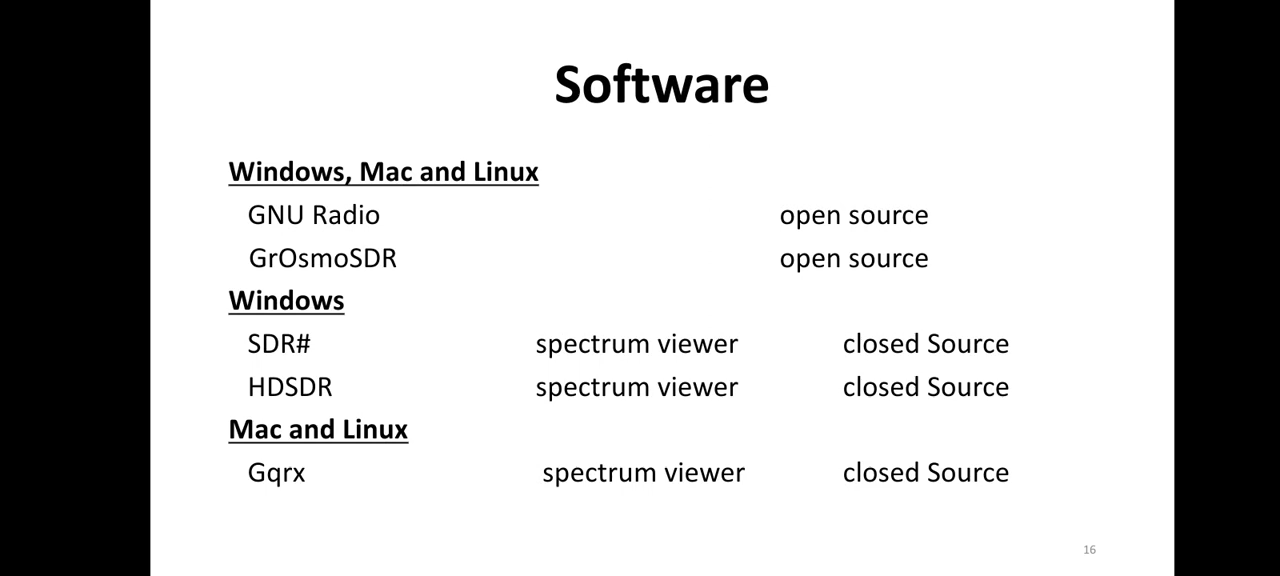 Software
Windows, Mac and Linux
GNU Radio open source
GrOsmoSDR open source
Windows
SDR# spectrum viewer closed Source
HDSDR spectrum viewer closed Source
Mac and Linux
Gqrx spectrum viewer closed Source
16